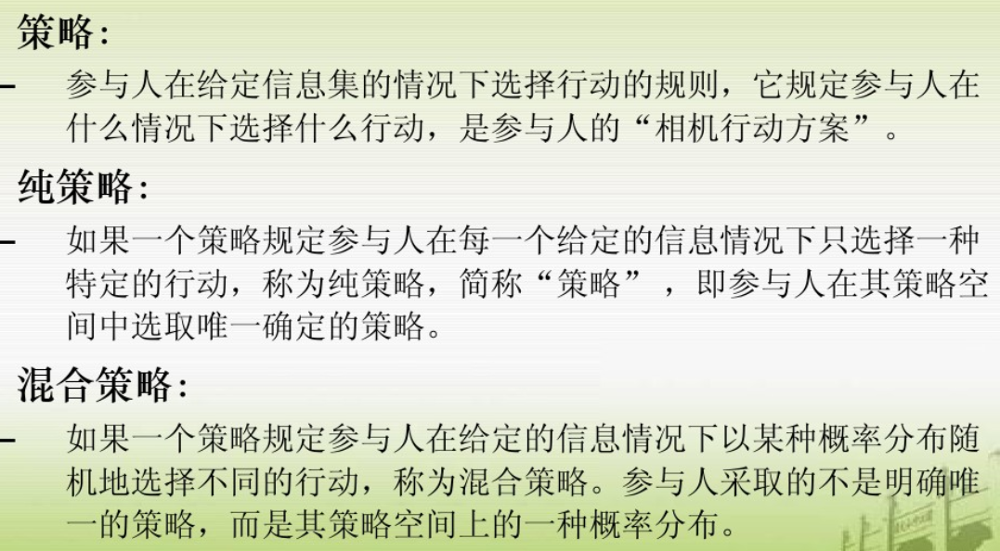 策略：
– 参与人在给定信息集的情况下选择行动的规则，它规定参与人在
什么情况下选择什么行动，是参与人的“相机行动方案”。
纯策略：
– 如果一个策略规定参与人在每一个给定的信息情况下只选择一种
特定的行动，称为纯策略，简称“策略”，即参与人在其策略空
间中选取唯一确定的策略。
混合策略：
– 如果一个策略规定参与人在给定的信息情况下以某种概率分布随
机地选择不同的行动，称为混合策略。参与人采取的不是明确唯
一的策略，而是其策略空间上的一种概率分布。